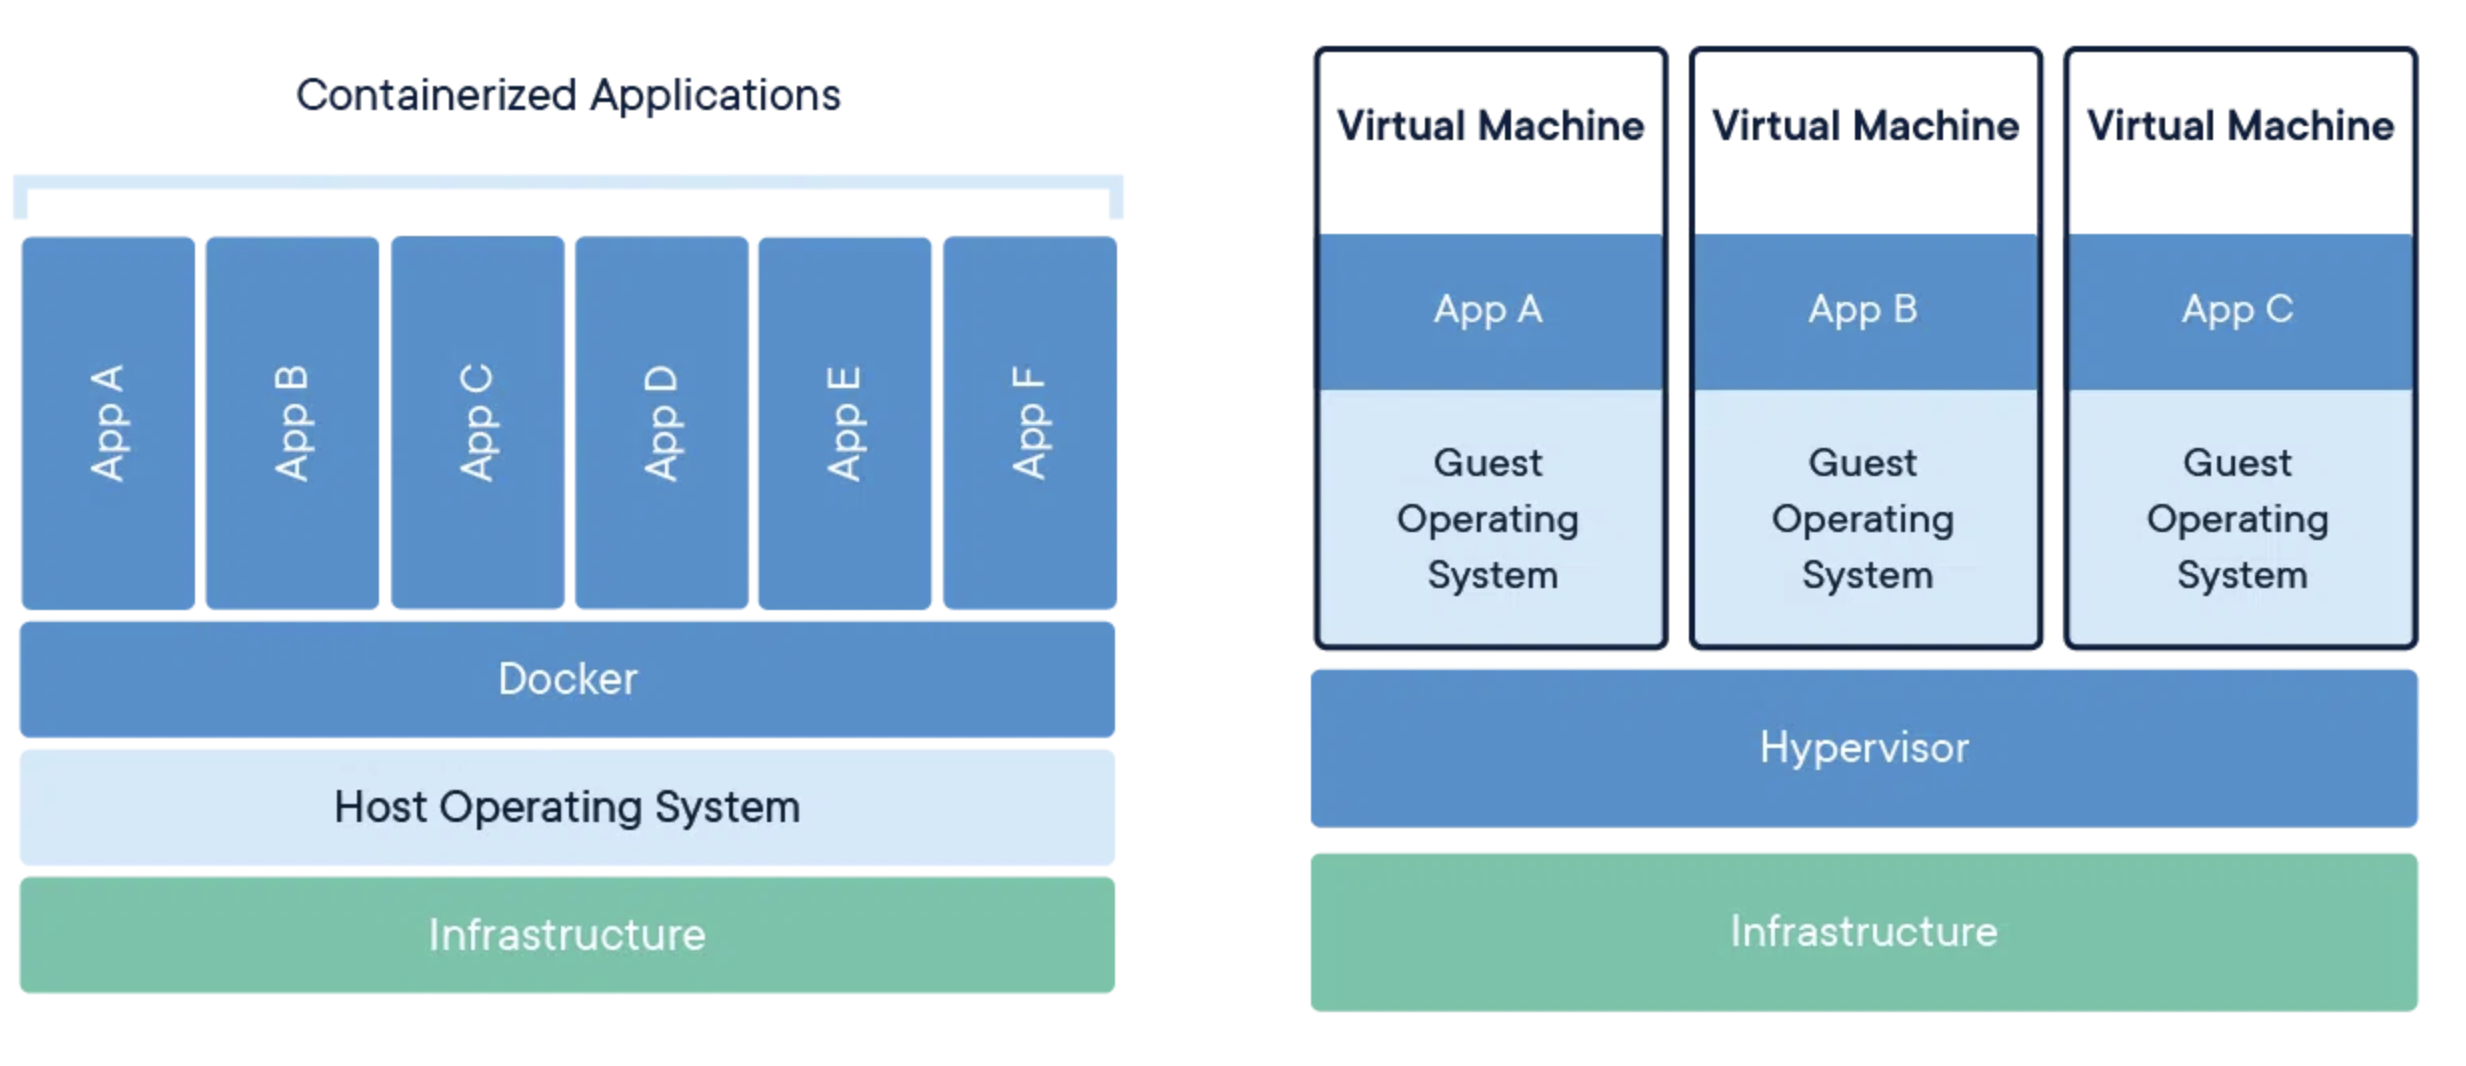 Containerized Applications
App A
App B
App C
App D
App E
App F
Docker
Host Operating System
Infrastructure
Virtual Machine
App A
Guest
Operating
System
Virtual Machine
App B
Guest
Operating
System
Virtual Machine
App C
Guest
Operating
System
Hypervisor
Infrastructure